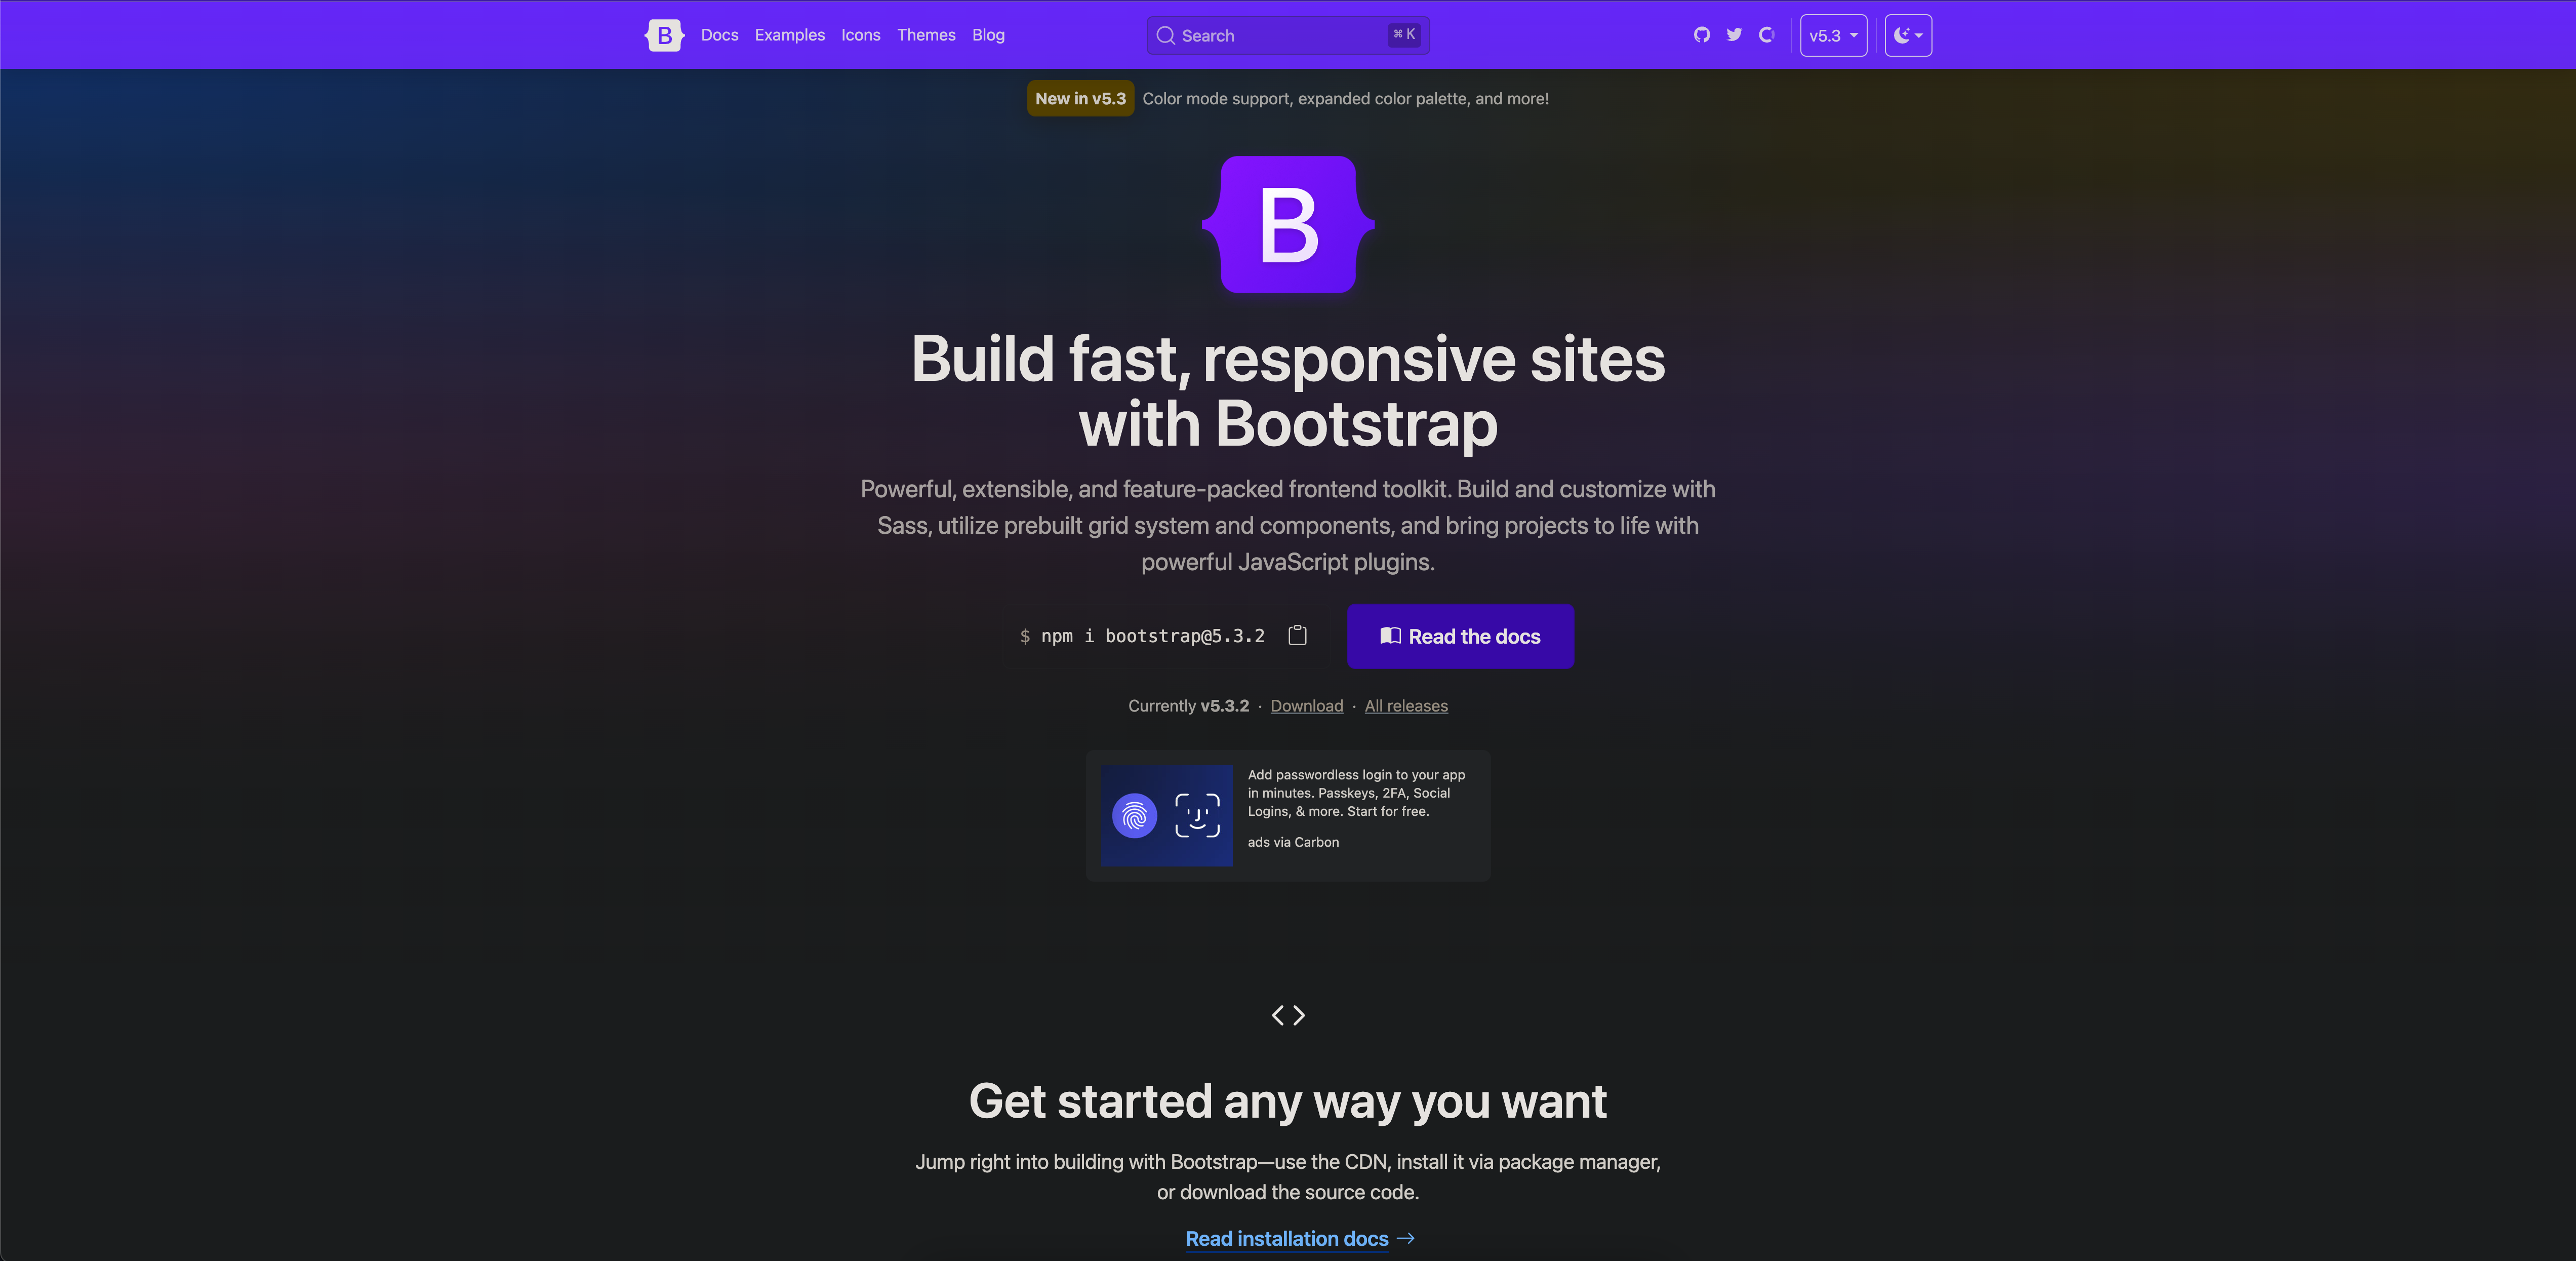 B Docs Examples Icons Themes Blog Search ⌘ K v5.3
New in v5.3 Color mode support, expanded color palette, and more!
B
Build fast, responsive sites
with Bootstrap
Powerful, extensible, and feature-packed frontend toolkit. Build and customize with
Sass, utilize prebuilt grid system and components, and bring projects to life with
powerful JavaScript plugins.
$ npm i bootstrap@5.3.2 Read the docs
Currently v5.3.2 · Download · All releases
Add passwordless login to your app
in minutes. Passkeys, 2FA, Social
Logins, & more. Start for free.
ads via Carbon
Get started any way you want
Jump right into building with Bootstrap—use the CDN, install it via package manager,
or download the source code.
Read installation docs →